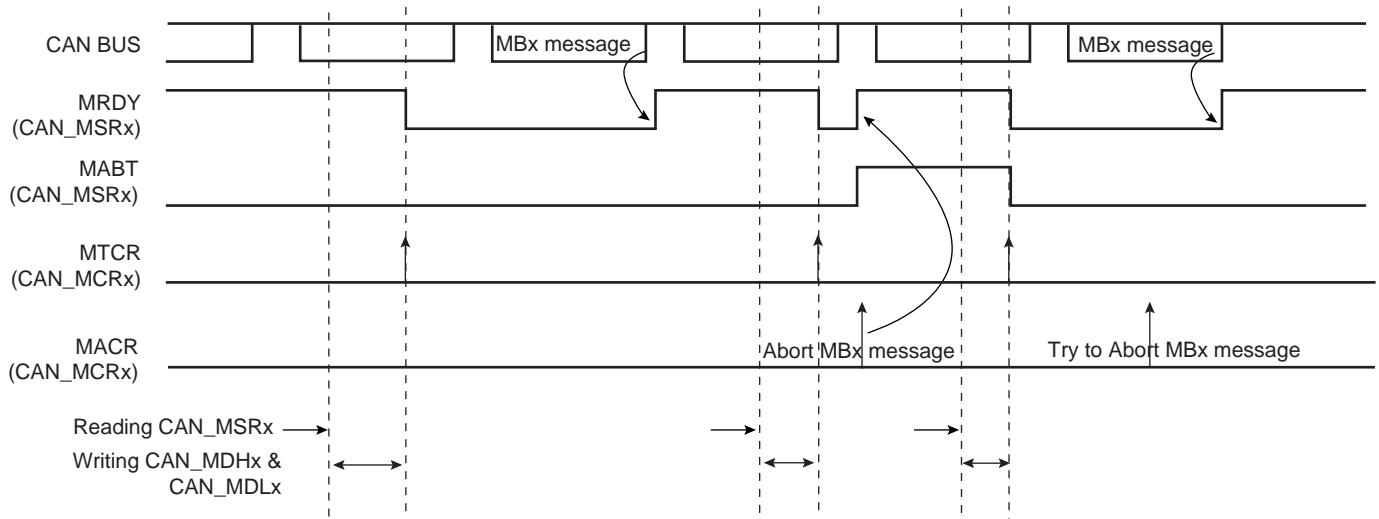 CAN BUS
MBx message
MBx message
MRDY
(CAN_MSRx)
MABT
(CAN_MSRx)
MTCR
(CAN_MCRx)
MACR
(CAN_MCRx)
Abort MBx message
Try to Abort MBx message
Reading CAN_MSRx
Writing CAN_MDHx &
CAN_MDLx